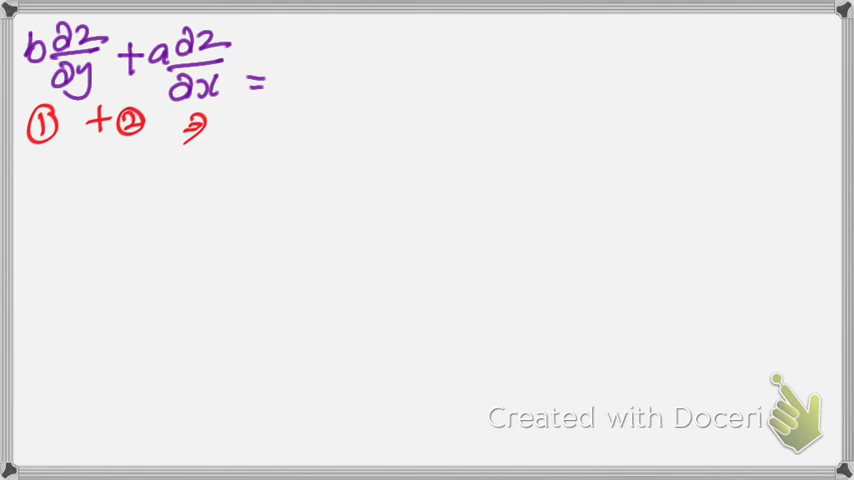 b ∂z/∂y + a ∂z/∂x =
① + ② ⇒
Created with Doceri